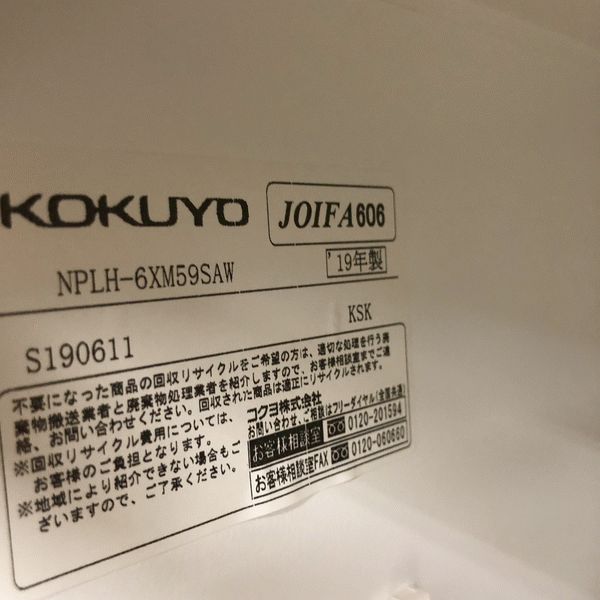 KOKUYO
JOIFA606
NPLH-6XM59SAW
'19年製
S190611
KSK
不要になった商品の回収リサイクルをご希望の方は、適切な処理を行う廃
棄物搬送業者と廃棄物処理業者を紹介しますので、お客様相談室までご連
絡、お問い合わせください。回収された商品は適正にリサイクルされます。
※回収リサイクル費用については、
お客様のご負担となります。
※地域により紹介できない場合もご
ざいますので、ご了承ください。
コクヨ株式会社
お問い合わせ、ご相談はフリーダイヤル(全国共通)
お客様相談室 0120-201594
お客様相談室FAX 0120-060660